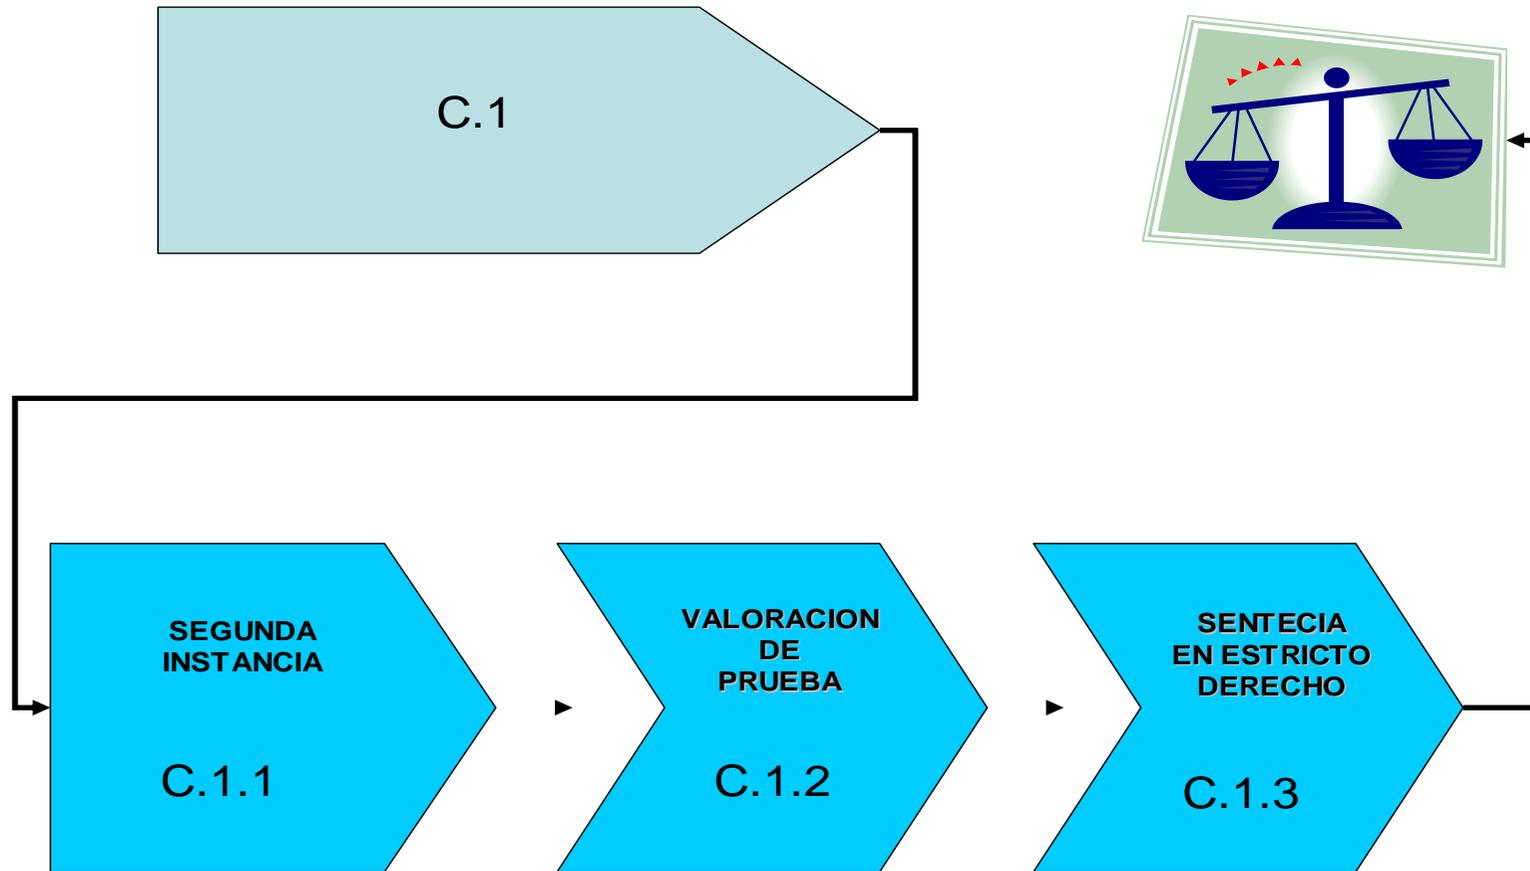 C.1
SEGUNDA
INSTANCIA
C.1.1
VALORACION
DE
PRUEBA
C.1.2
SENTECIA
EN ESTRICTO
DERECHO
C.1.3